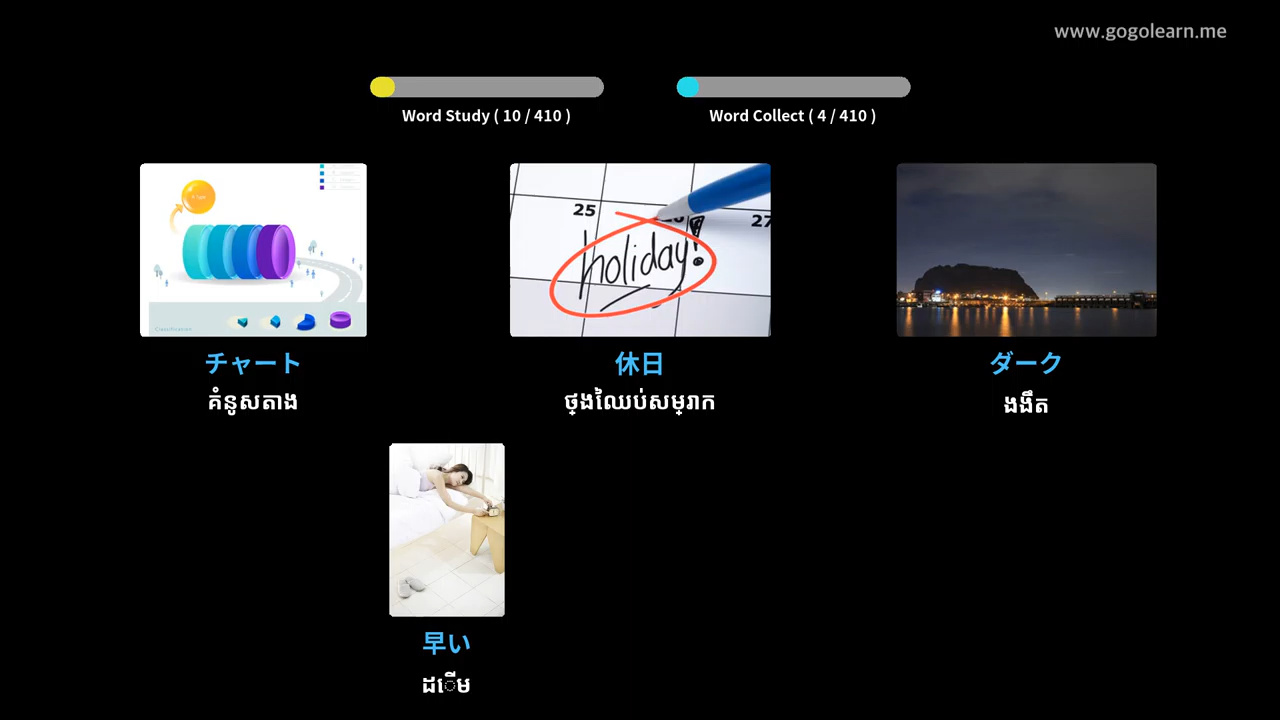 www.gogolearn.me
Word Study ( 10 / 410 )
Word Collect ( 4 / 410 )
Classification
25
27
holiday!
チャート
គំនូសតាង
休日
ថ្ងៃឈប់សម្រាក
ダーク
ងងឹត
早い
ដើម